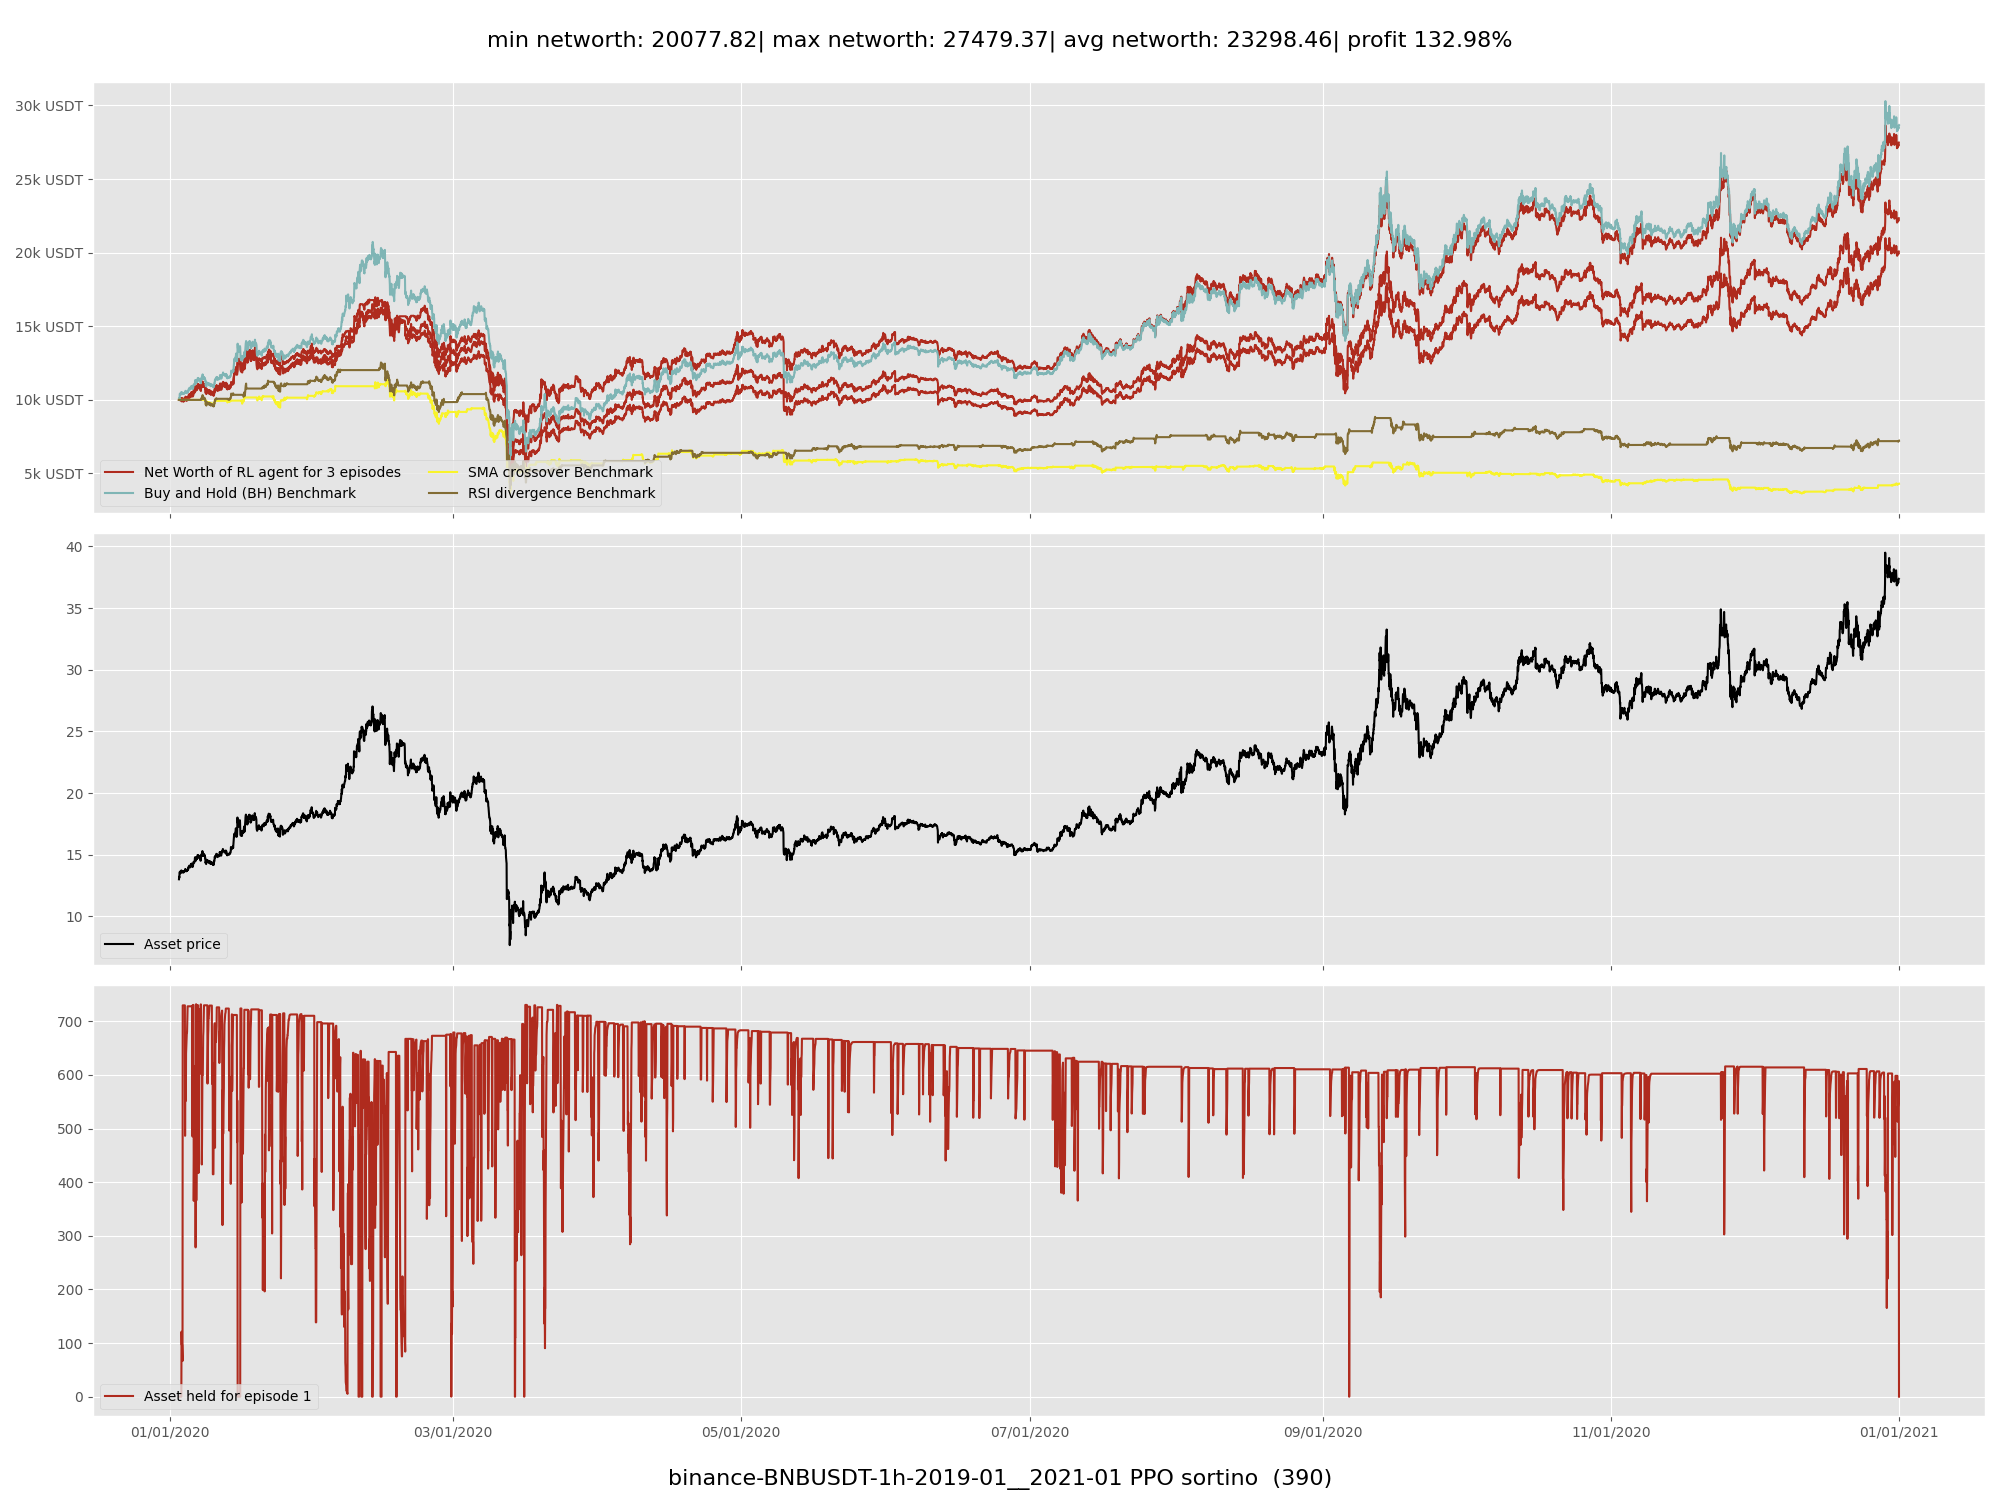 min networth: 20077.82| max networth: 27479.37| avg networth: 23298.46| profit 132.98%
30k USDT
25k USDT
20k USDT
15k USDT
10k USDT
5k USDT
Net Worth of RL agent for 3 episodes
Buy and Hold (BH) Benchmark
SMA crossover Benchmark
RSI divergence Benchmark
40
35
30
25
20
15
10
Asset price
700
600
500
400
300
200
100
0
Asset held for episode 1
01/01/2020
03/01/2020
05/01/2020
07/01/2020
09/01/2020
11/01/2020
01/01/2021
binance-BNBUSDT-1h-2019-01__2021-01 PPO sortino  (390)